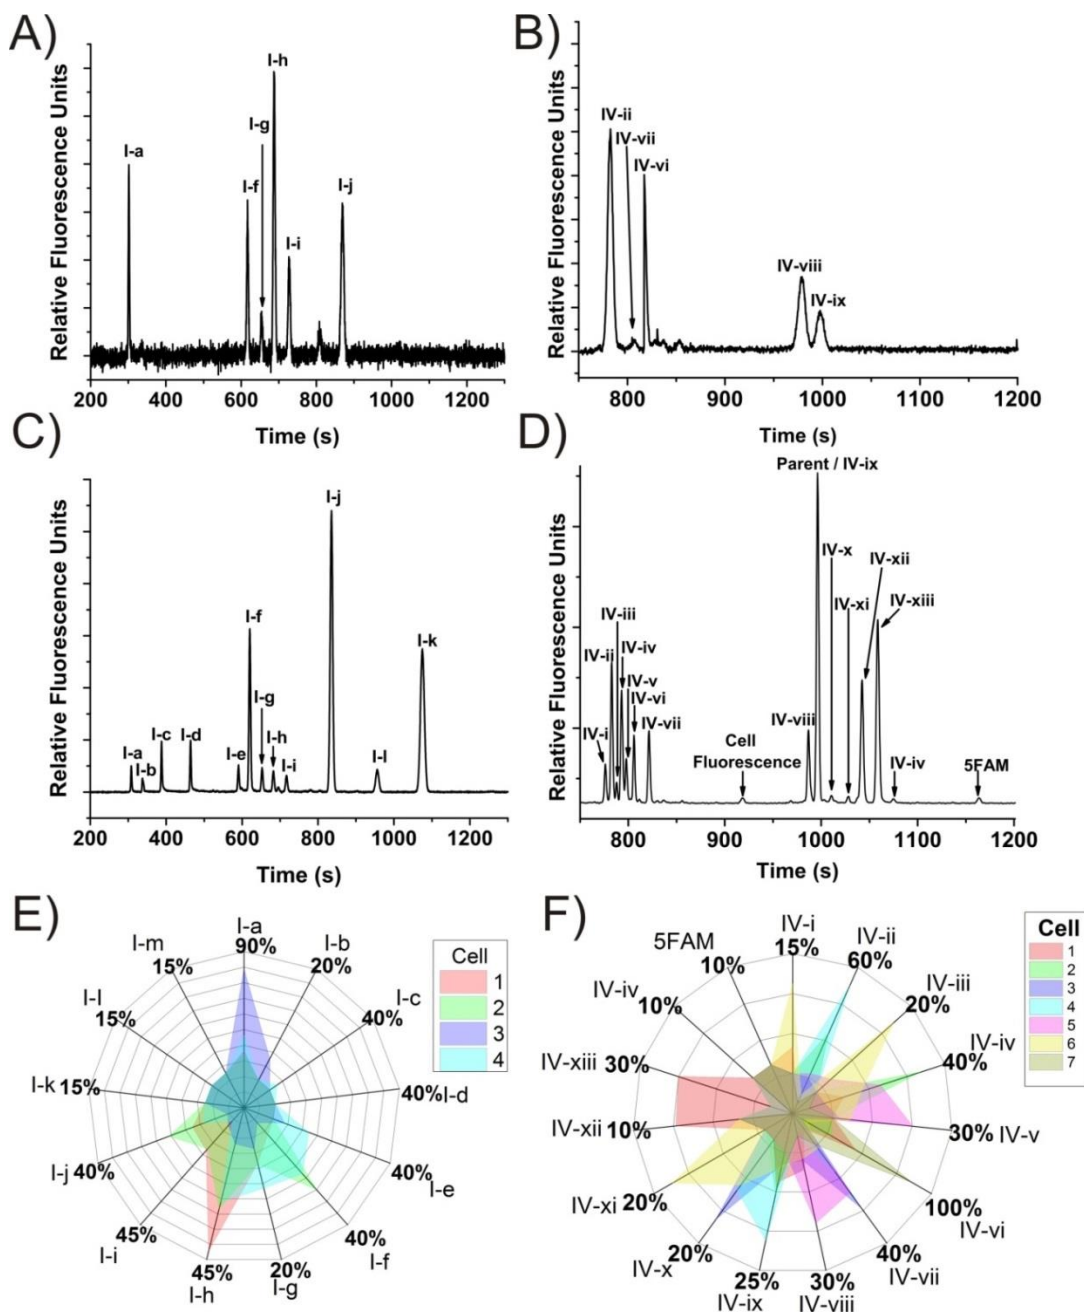 A)
Relative Fluorescence Units
I-a
I-f
I-g
I-h
I-i
I-j
200 400 600 800 1000 1200
Time (s)
B)
Relative Fluorescence Units
IV-ii
IV-vii
IV-vi
IV-viii
IV-ix
800 900 1000 1100 1200
Time (s)
C)
Relative Fluorescence Units
I-a
I-b
I-c
I-d
I-e
I-f
I-g
I-h
I-i
I-j
I-l
I-k
200 400 600 800 1000 1200
Time (s)
D)
Relative Fluorescence Units
Parent / IV-ix
IV-i
IV-ii
IV-iii
IV-iv
IV-v
IV-vi
IV-vii
Cell
Fluorescence
IV-viii
IV-x
IV-xi
IV-xii
IV-xiii
IV-iv
5FAM
800 900 1000 1100 1200
Time (s)
E)
I-a
90%
I-b
20%
I-c
40%
40% I-d
40%
I-e
40%
I-f
20%
I-g
45%
I-h
45%
I-i
I-j 40%
I-k 15%
I-l
15%
I-m
15%
Cell
1
2
3
4
F)
IV-i
15%
IV-ii
60%
IV-iii
20%
IV-iv
40%
30%
IV-v
100%
IV-vi
40%
IV-vii
30%
IV-viii
25%
IV-ix
20%
IV-x
20%
IV-xi
IV-xii
10%
IV-xiii
30%
IV-iv
10%
5FAM
10%
Cell
1
2
3
4
5
6
7